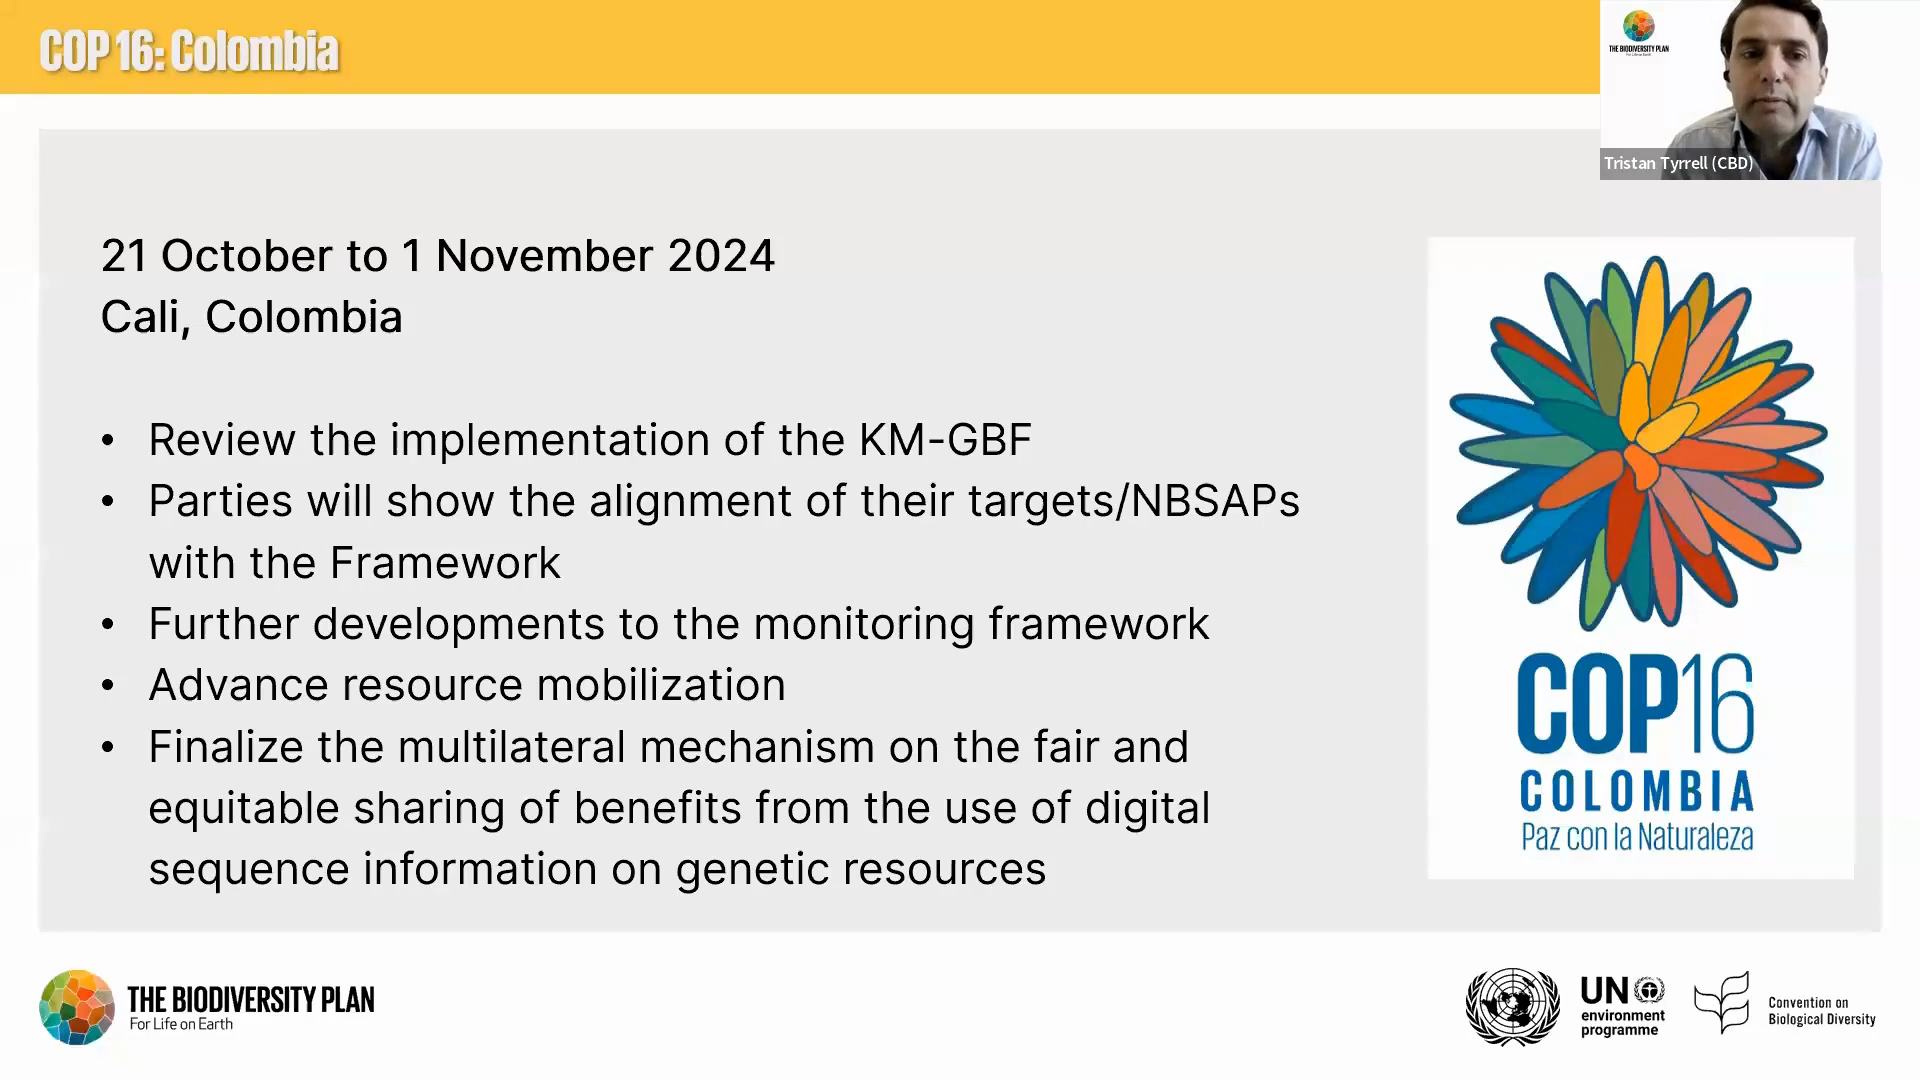 COP 16: Colombia
THE BIODIVERSITY PLAN
Tristan Tyrrell (CBD)
21 October to 1 November 2024
Cali, Colombia
• Review the implementation of the KM-GBF
• Parties will show the alignment of their targets/NBSAPs
with the Framework
• Further developments to the monitoring framework
• Advance resource mobilization
• Finalize the multilateral mechanism on the fair and
equitable sharing of benefits from the use of digital
sequence information on genetic resources
COP16
COLOMBIA
Paz con la Naturaleza
THE BIODIVERSITY PLAN
For Life on Earth
UN
environment
programme
Convention on
Biological Diversity